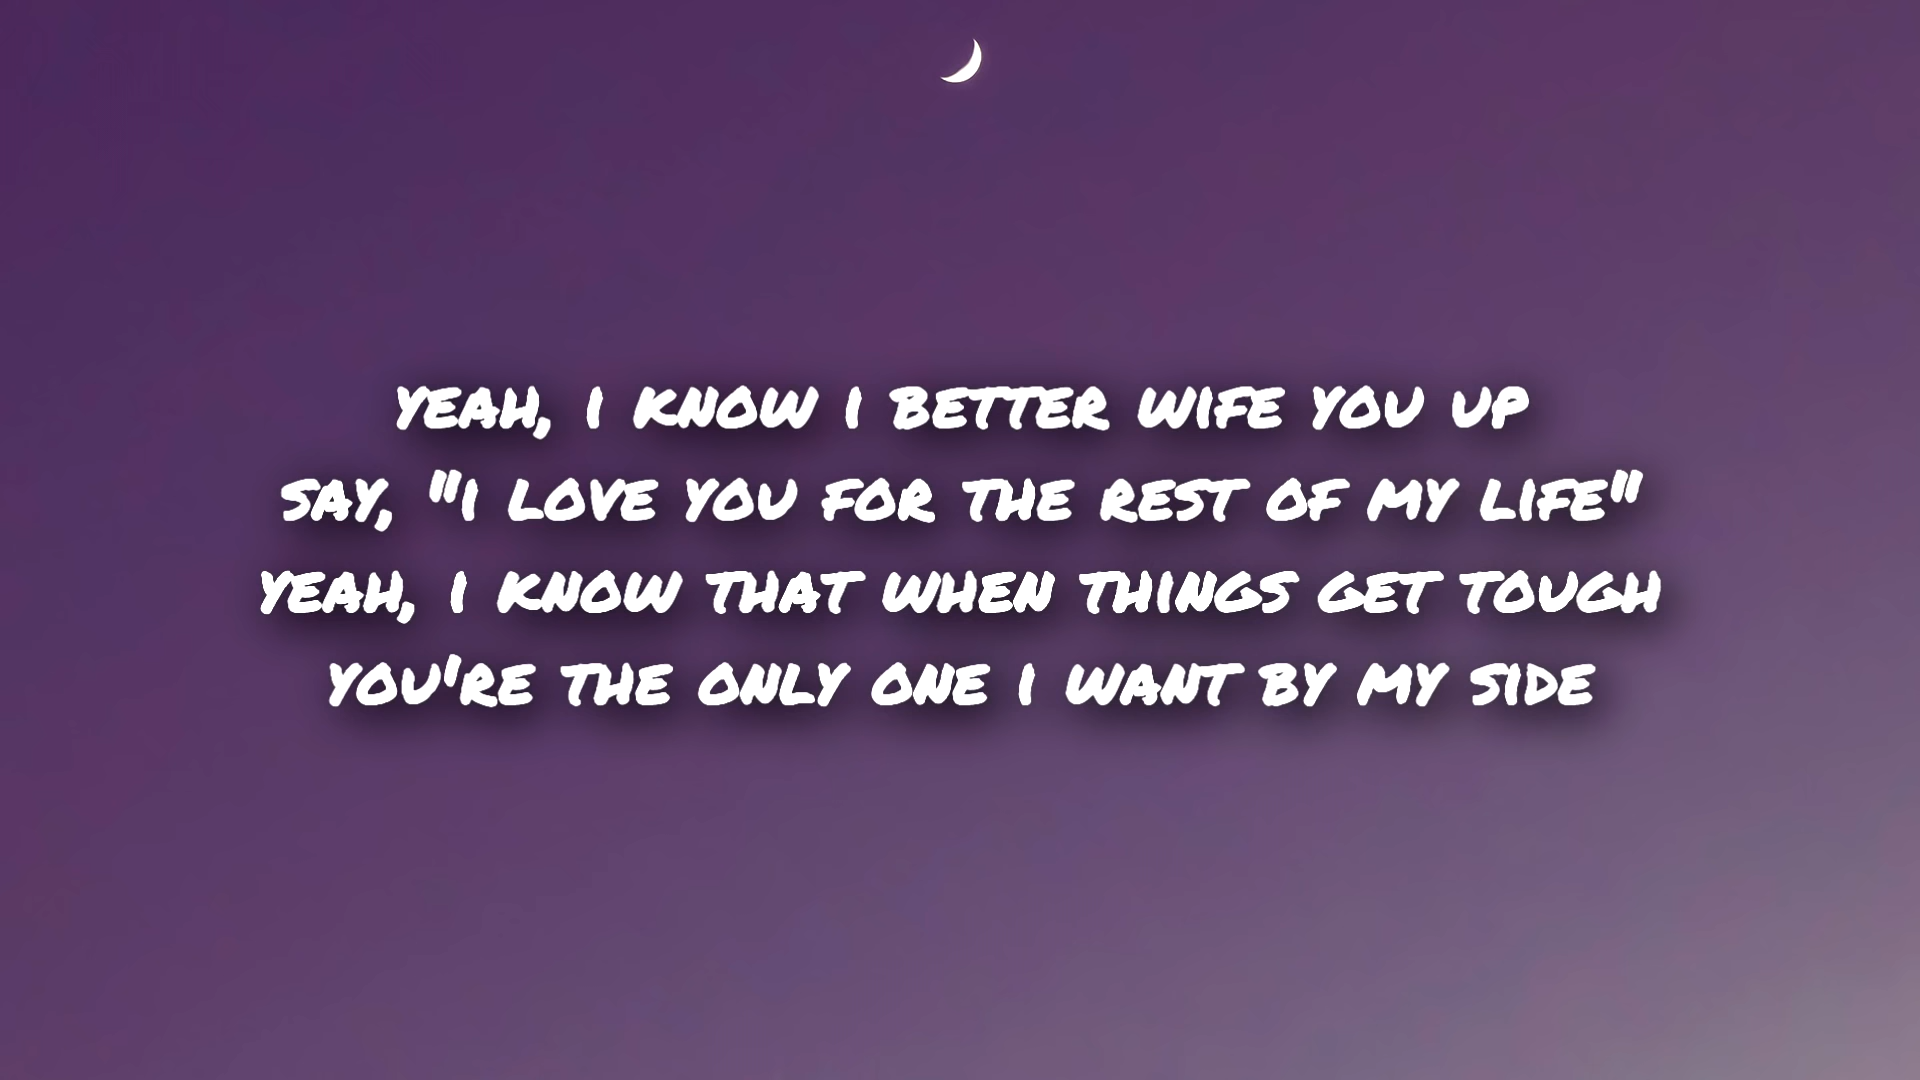 YEAH, I KNOW I BETTER WIFE YOU UP
SAY, "I LOVE YOU FOR THE REST OF MY LIFE"
YEAH, I KNOW THAT WHEN THINGS GET TOUGH
YOU'RE THE ONLY ONE I WANT BY MY SIDE